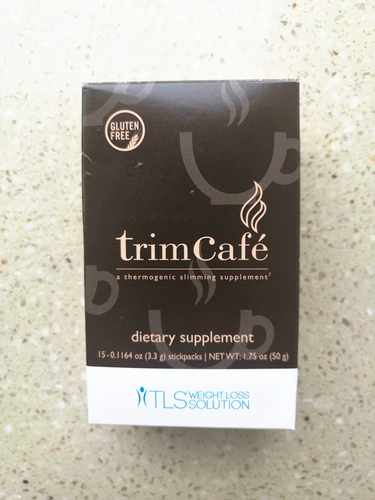 GLUTEN
FREE
trimCafé
a thermogenic slimming supplement†
dietary supplement
15-0.1164 oz (3.3 g) stickpacks | NET WT: 1.75 oz (50 g)
TLS WEIGHT LOSS
SOLUTION